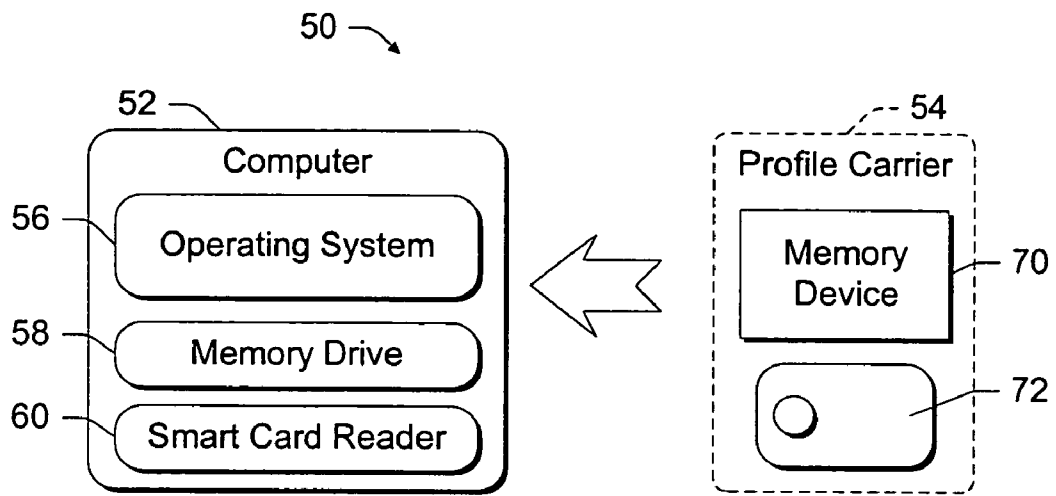 50
52
Computer
56
Operating System
58
Memory Drive
60
Smart Card Reader
54
Profile Carrier
Memory
Device
70
72